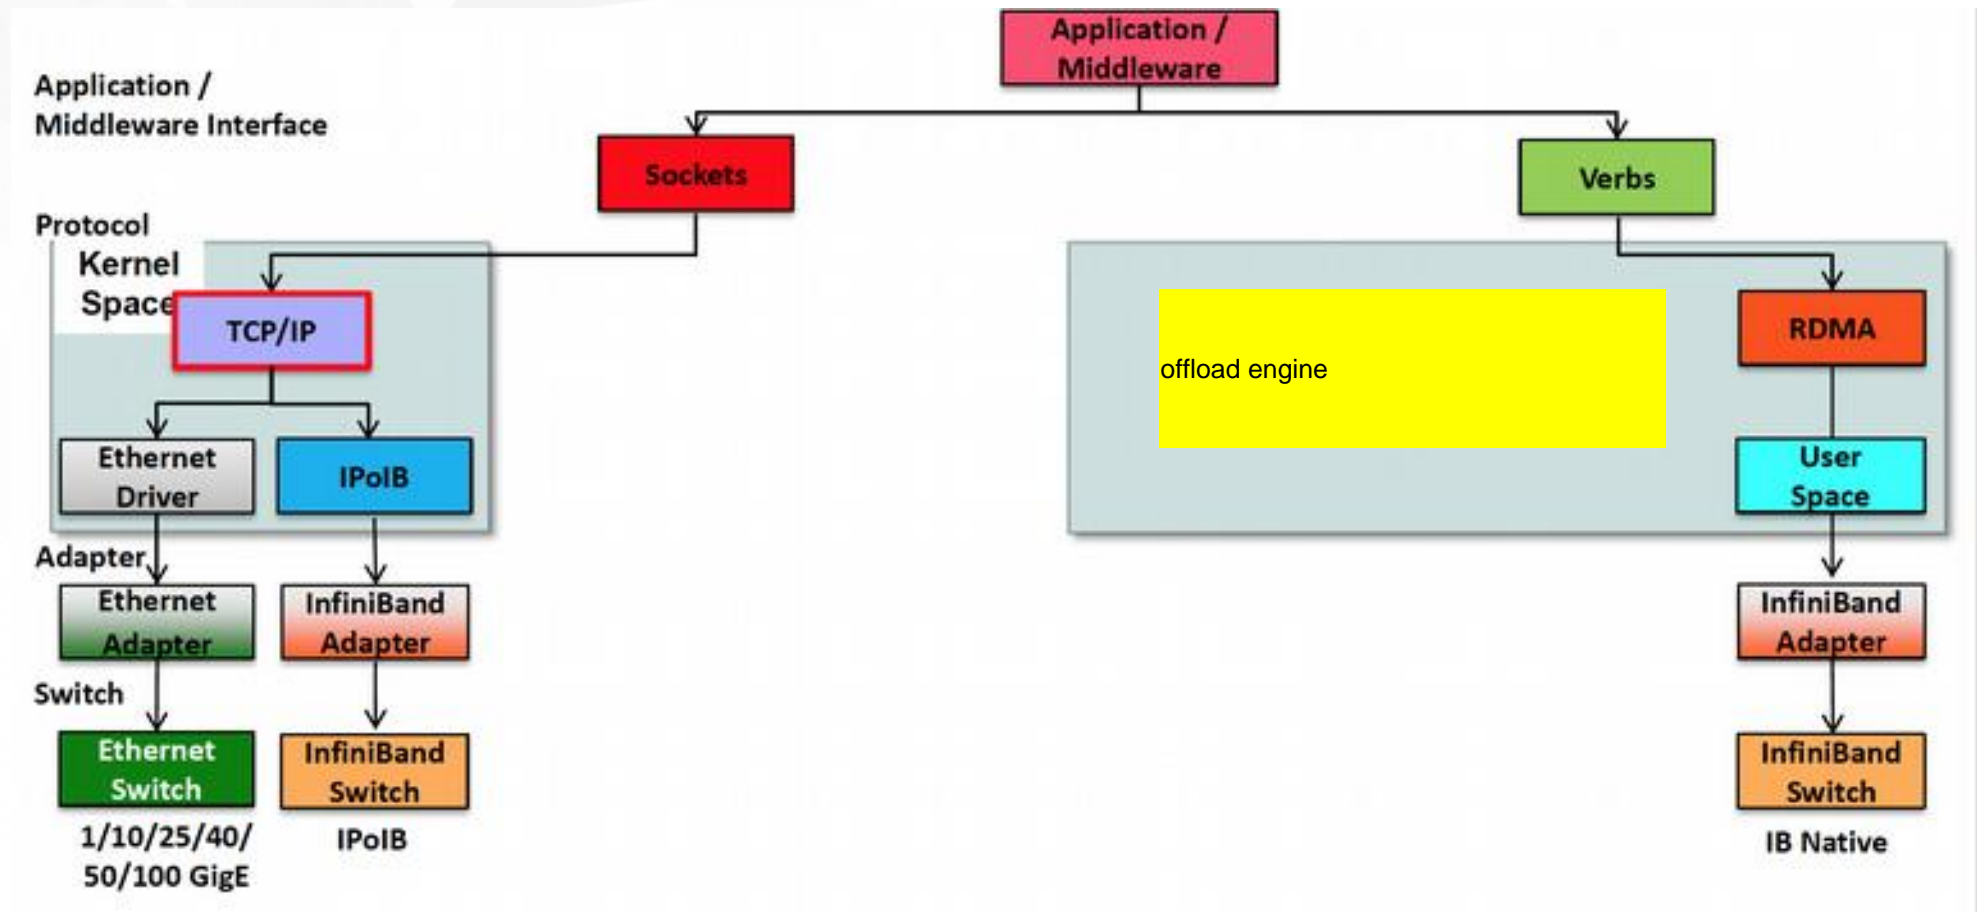 Application /
Middleware
Application /
Middleware Interface
Sockets
Verbs
Protocol
Kernel
Space
TCP/IP
RDMA
offload engine
Ethernet
Driver
IPoIB
User
Space
Adapter
Ethernet
Adapter
InfiniBand
Adapter
InfiniBand
Adapter
Switch
Ethernet
Switch
InfiniBand
Switch
InfiniBand
Switch
1/10/25/40/
50/100 GigE
IPoIB
IB Native